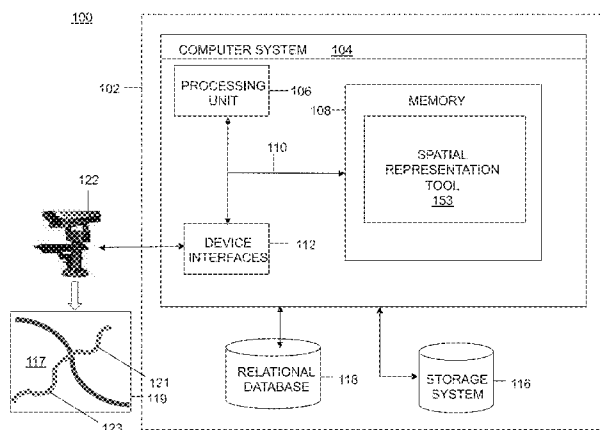 100
COMPUTER SYSTEM 104
102
PROCESSING
UNIT
106
MEMORY
108
SPATIAL
REPRESENTATION
TOOL
153
110
122
DEVICE
INTERFACES
112
117
121
119
123
RELATIONAL
DATABASE
118
STORAGE
SYSTEM
116